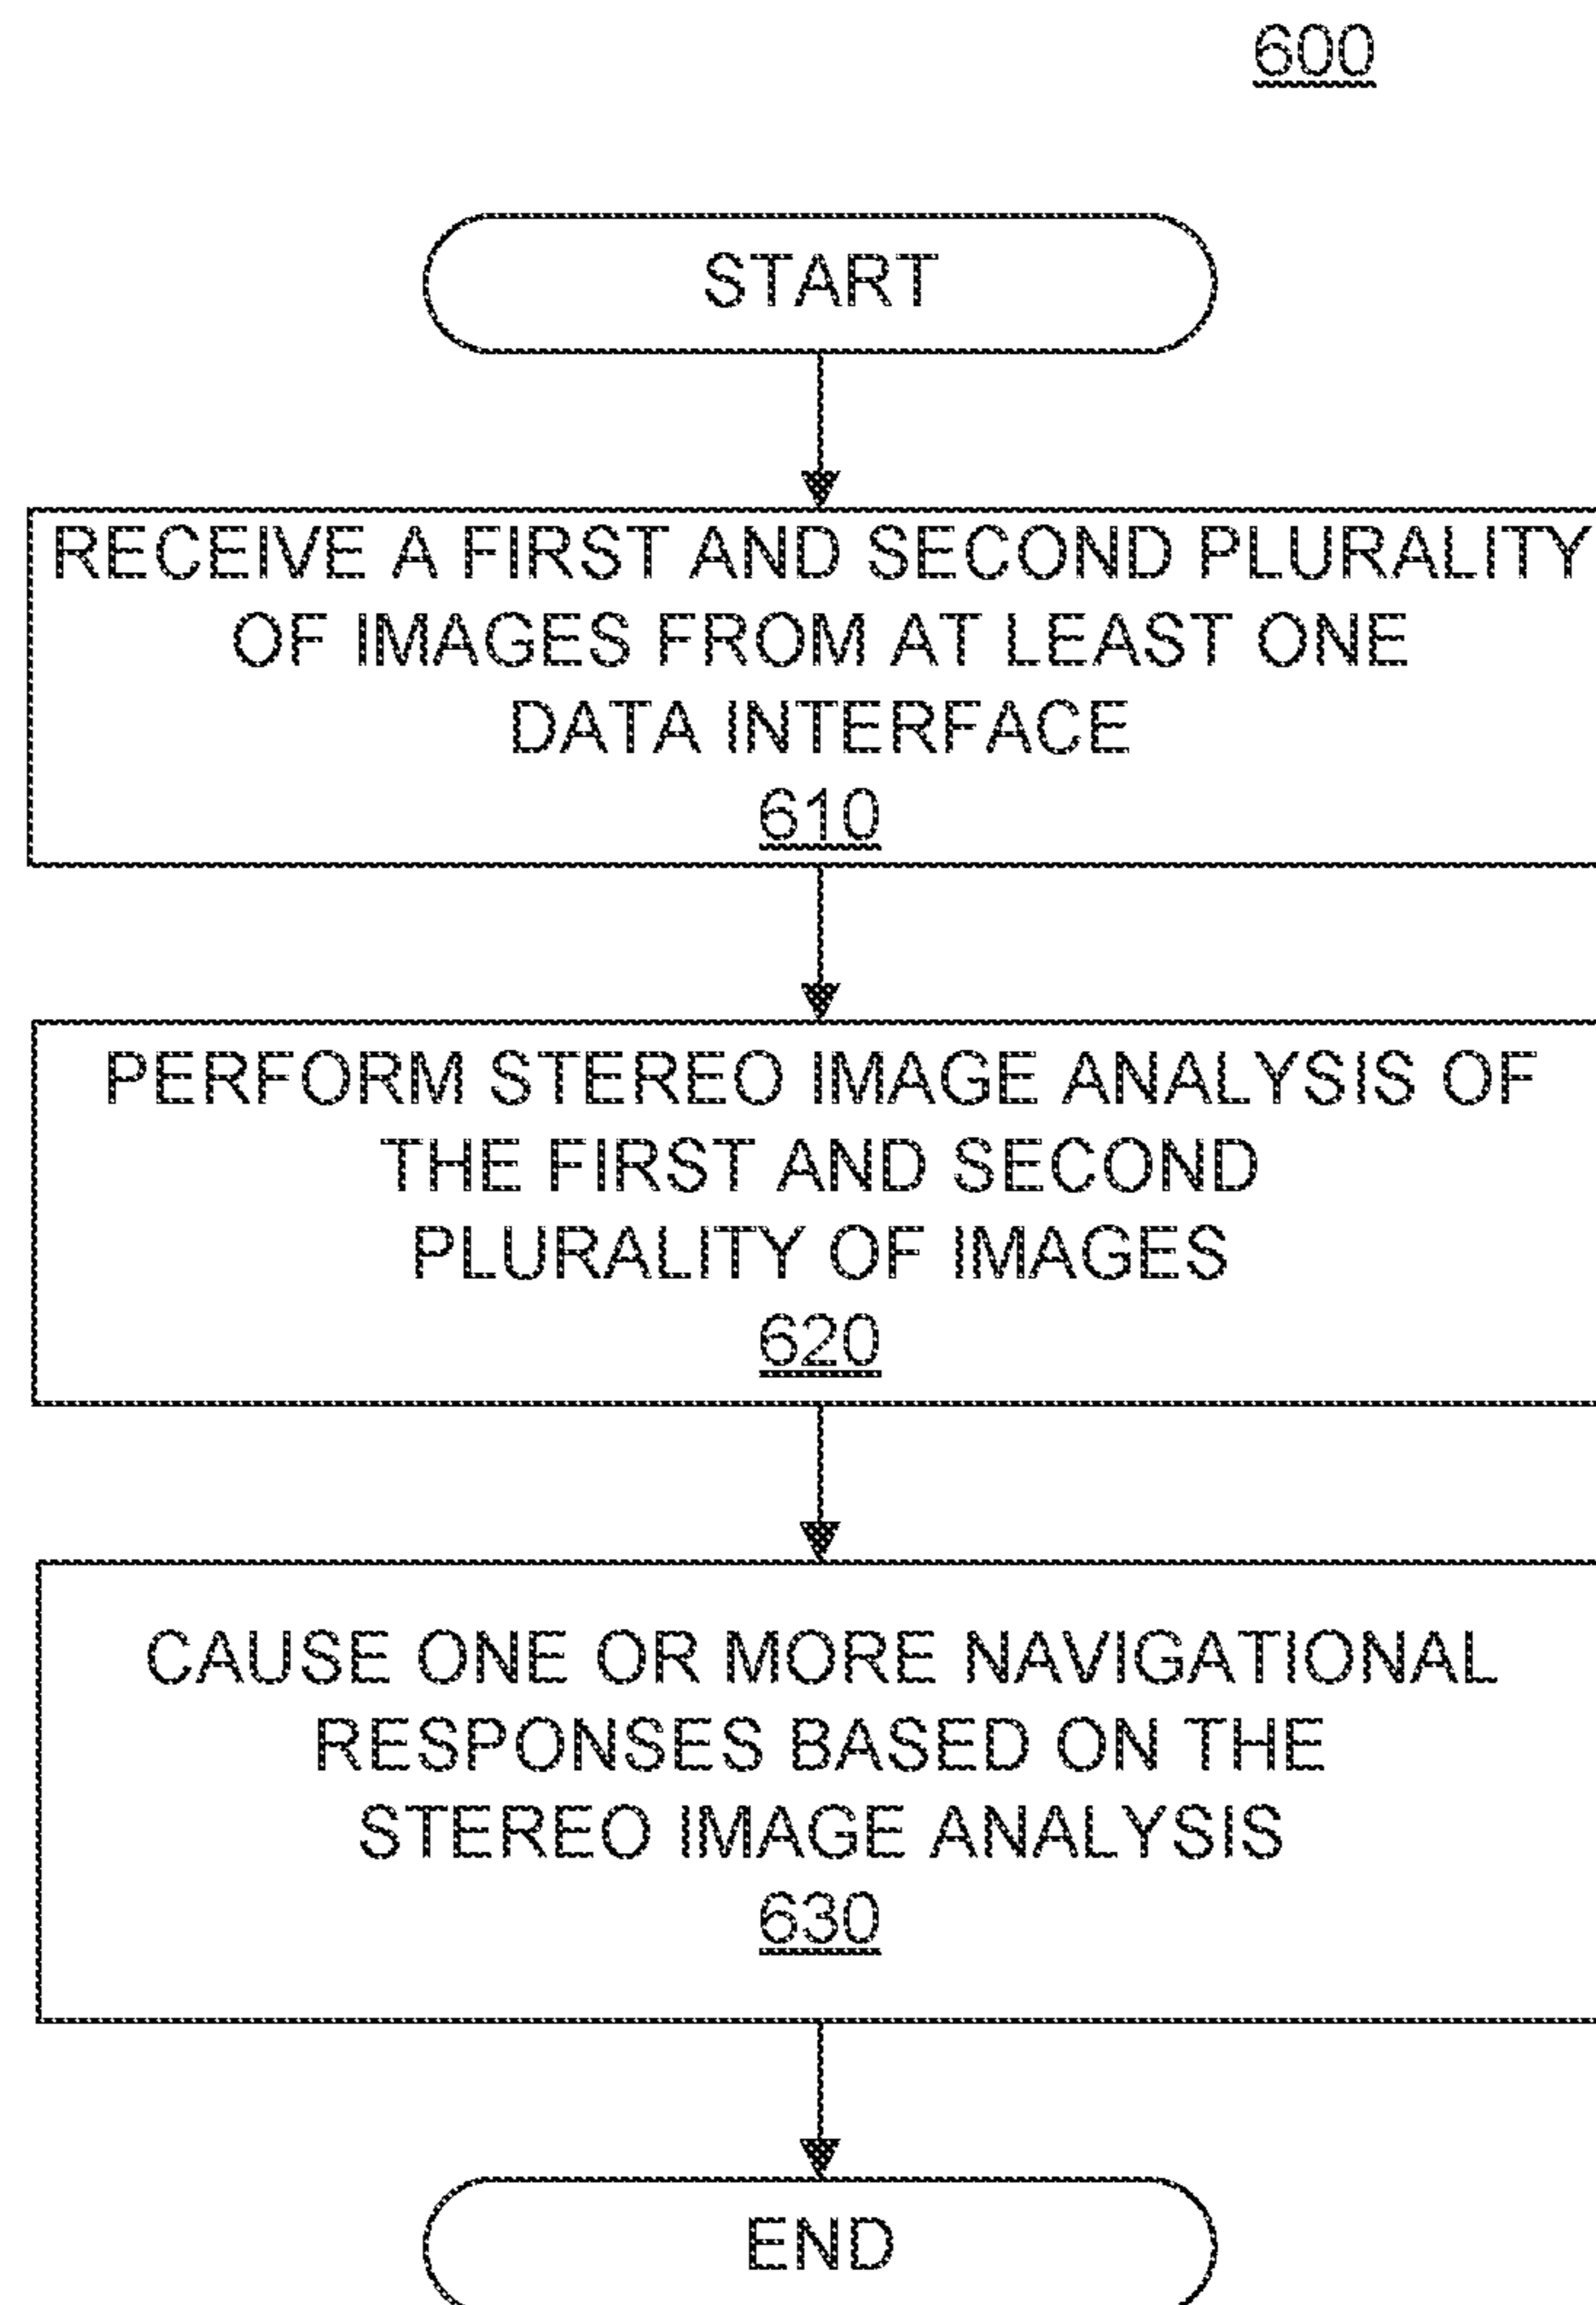 600
START
RECEIVE A FIRST AND SECOND PLURALITY
OF IMAGES FROM AT LEAST ONE
DATA INTERFACE
610
PERFORM STEREO IMAGE ANALYSIS OF
THE FIRST AND SECOND
PLURALITY OF IMAGES
620
CAUSE ONE OR MORE NAVIGATIONAL
RESPONSES BASED ON THE
STEREO IMAGE ANALYSIS
630
END